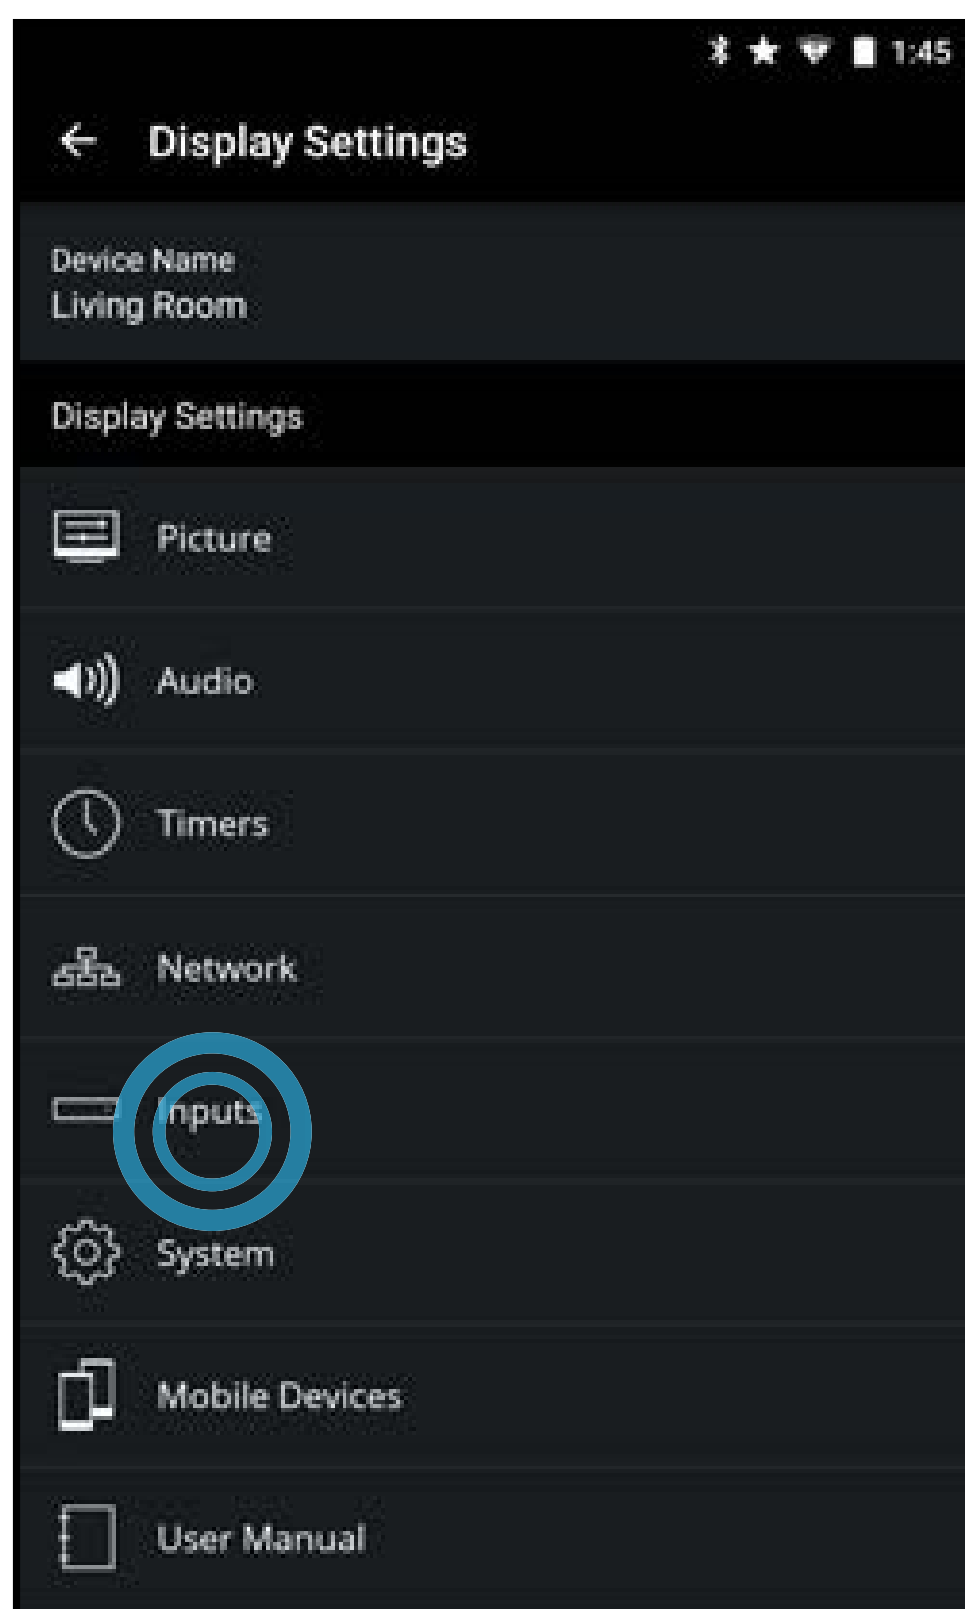 1:45
Display Settings
Device Name
Living Room
Display Settings
Picture
Audio
Timers
Network
Inputs
System
Mobile Devices
User Manual